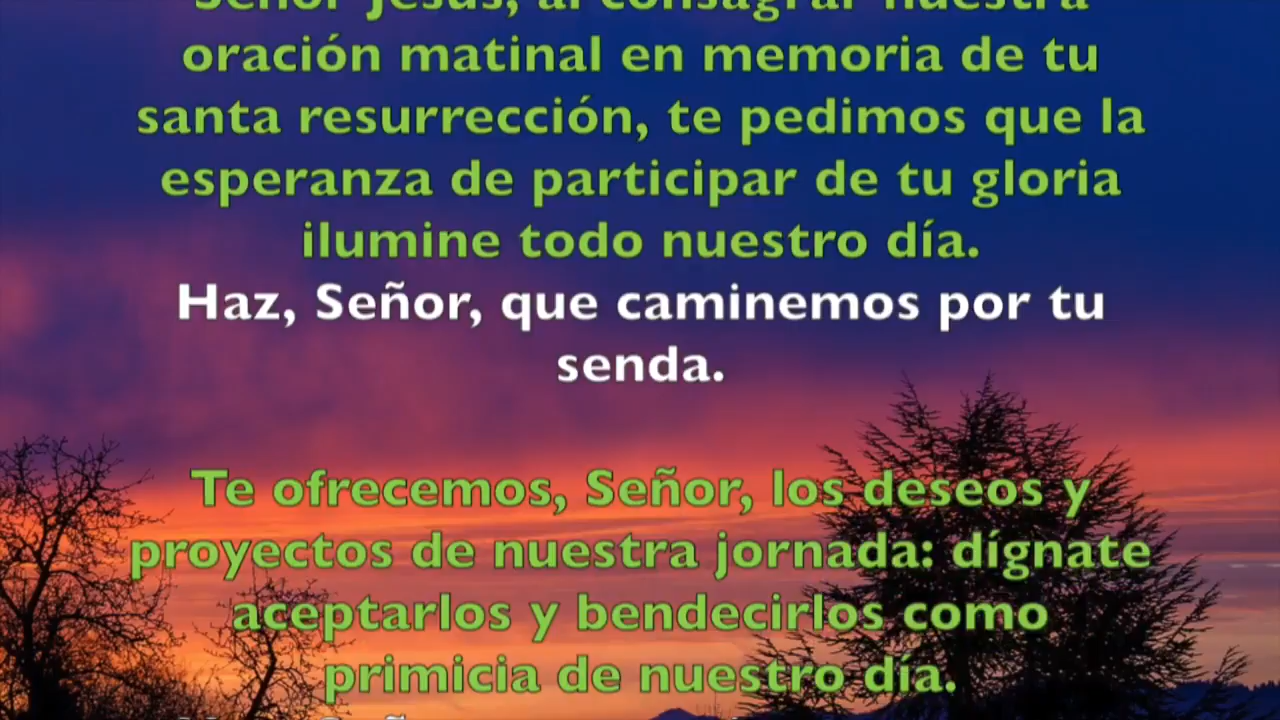 Señor Jesús, al consagrar nuestra
oración matinal en memoria de tu
santa resurrección, te pedimos que la
esperanza de participar de tu gloria
ilumine todo nuestro día.
Haz, Señor, que caminemos por tu
senda.
Te ofrecemos, Señor, los deseos y
proyectos de nuestra jornada: dígnate
aceptarlos y bendecirlos como
primicia de nuestro día.